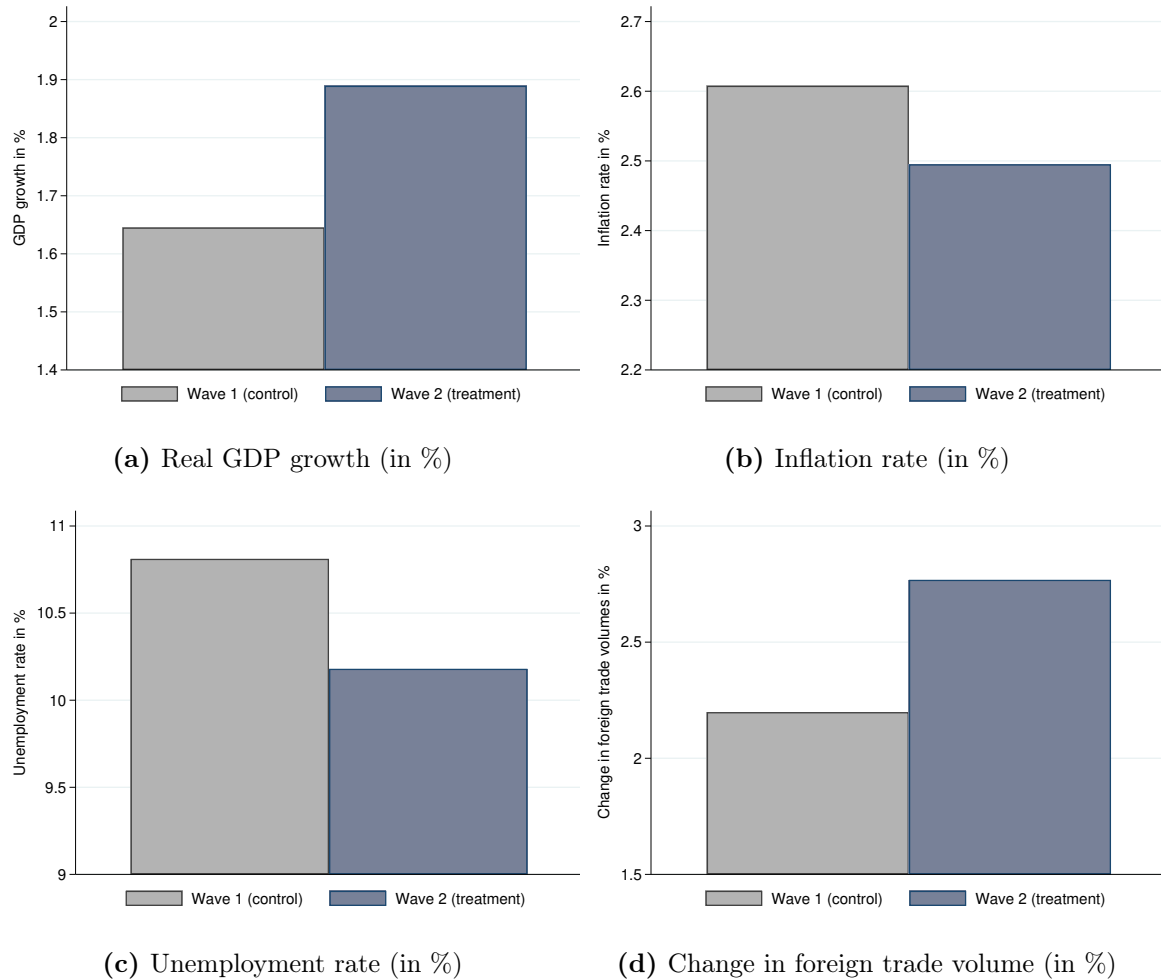 2
1.9
1.8
1.7
1.6
1.5
1.4
GDP growth in %
Wave 1 (control) Wave 2 (treatment)
(a) Real GDP growth (in %)
2.7
2.6
2.5
2.4
2.3
2.2
Inflation rate in %
Wave 1 (control) Wave 2 (treatment)
(b) Inflation rate (in %)
11
10.5
10
9.5
9
Unemployment rate in %
Wave 1 (control) Wave 2 (treatment)
(c) Unemployment rate (in %)
3
2.5
2
1.5
Change in foreign trade volumes in %
Wave 1 (control) Wave 2 (treatment)
(d) Change in foreign trade volume (in %)